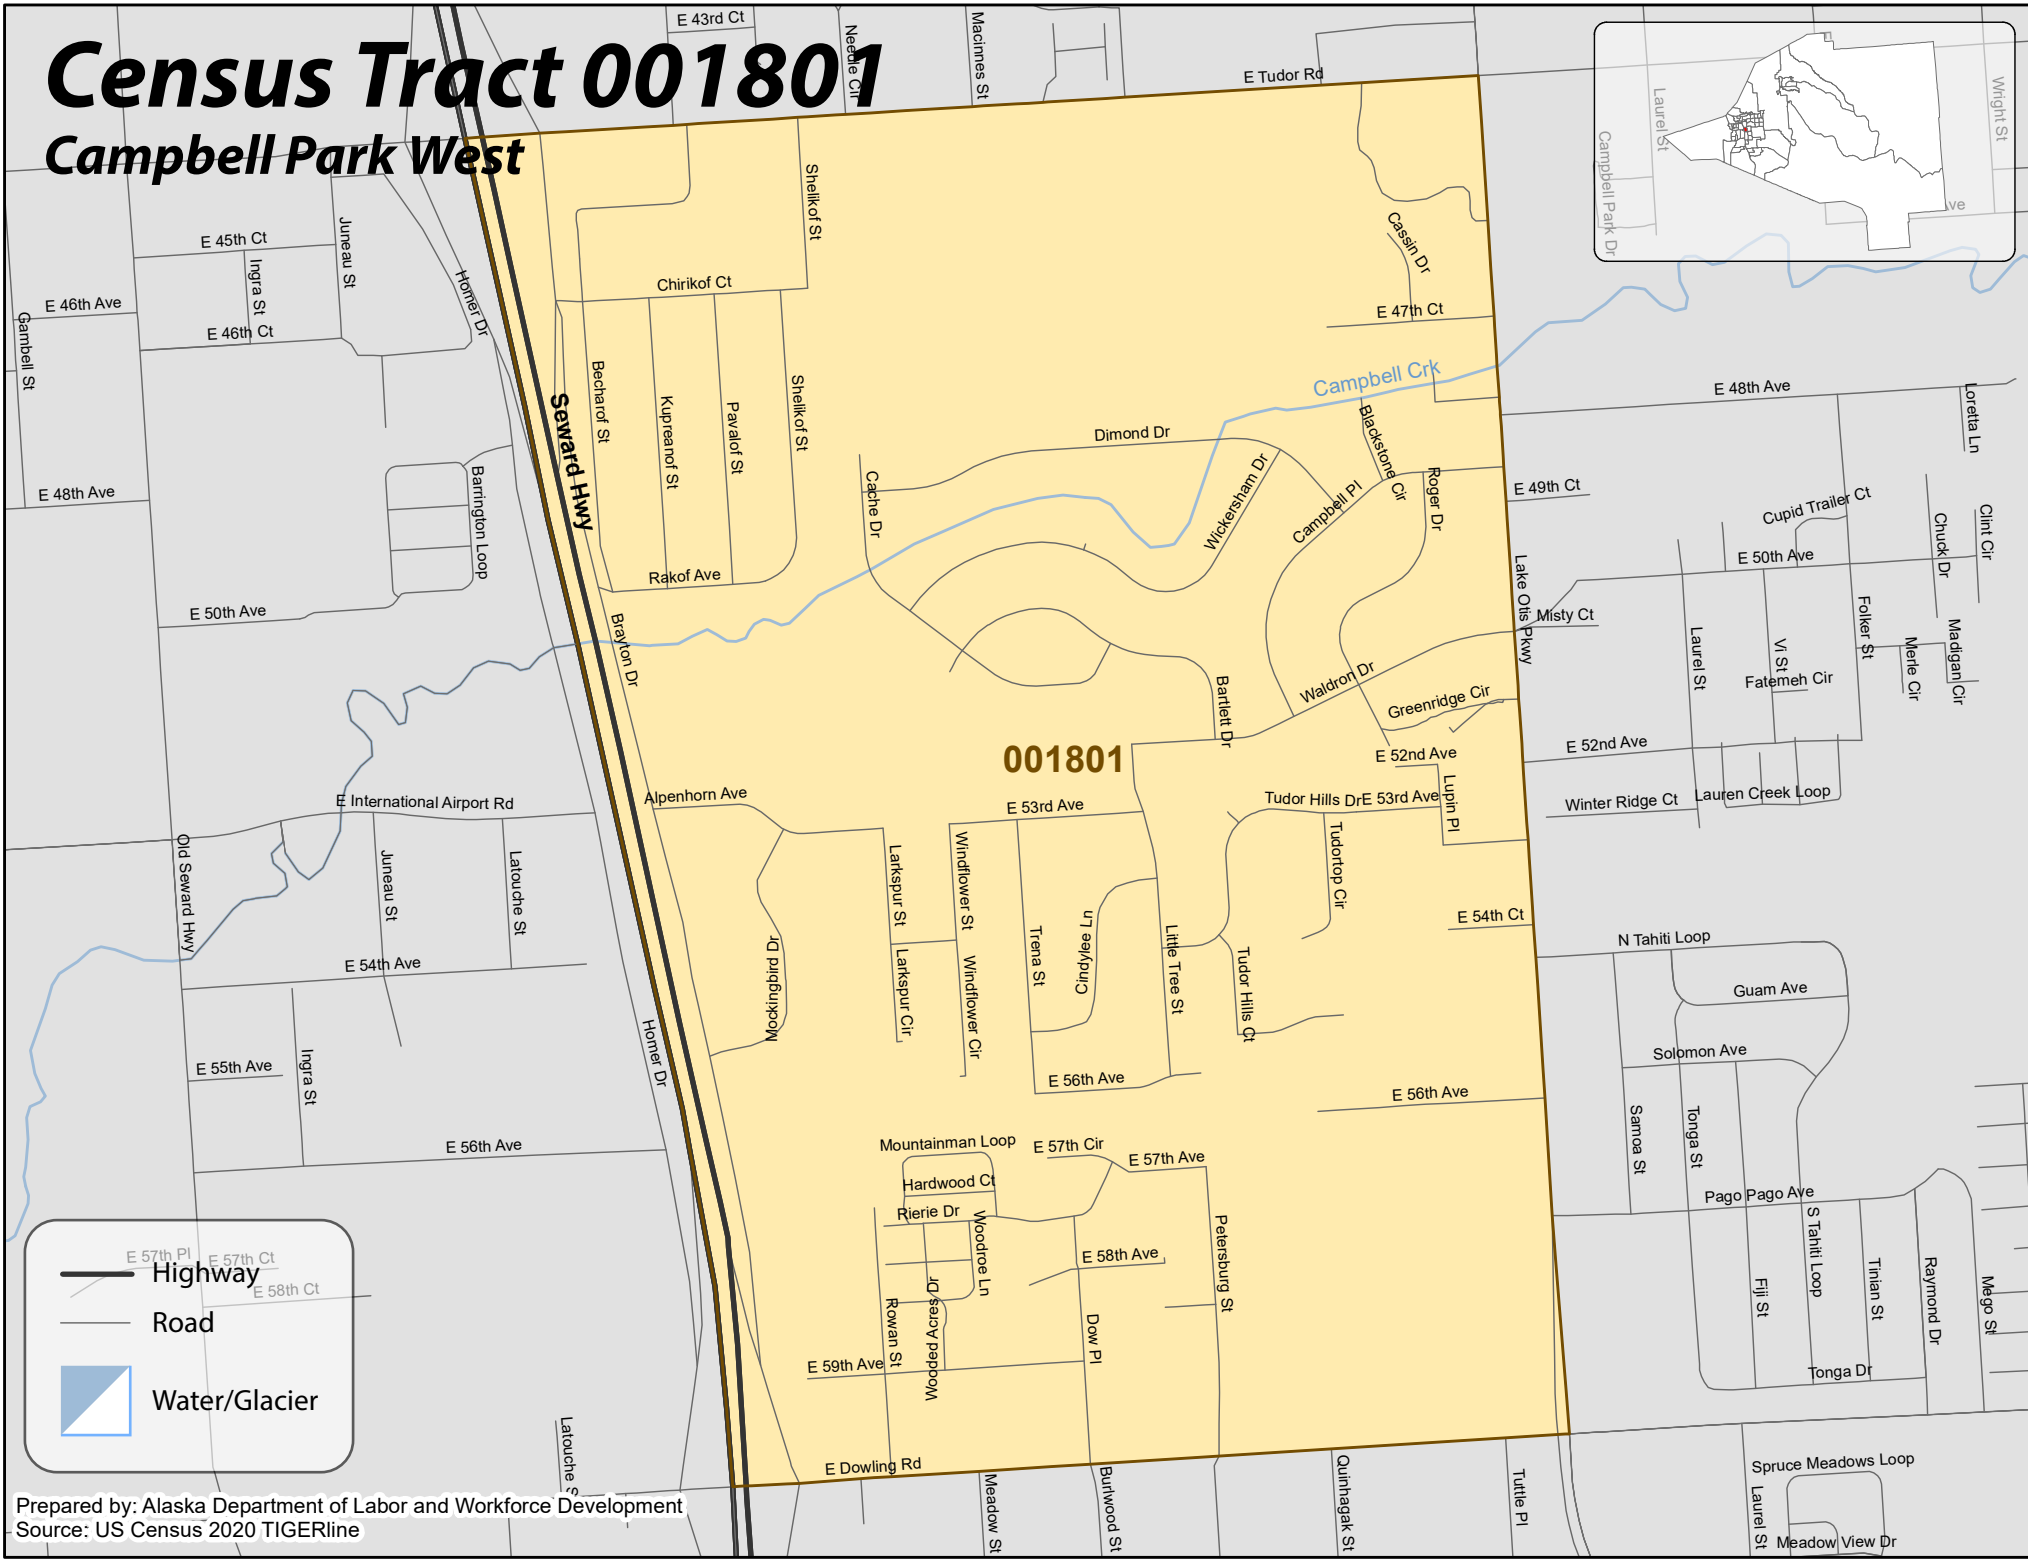 Census Tract 001801
Campbell Park West
E 43rd Ct
Needle Cir
Macinnes St
E Tudor Rd
Laurel St
Campbell Park Dr
Wright St
Ave
Juneau St
E 45th Ct
Ingra St
Homer Dr
E 46th Ave
E 46th Ct
Gambell St
Shelikof St
Cassin Dr
Chirikof Ct
E 47th Ct
Campbell Crk
Seward Hwy
Becharof St
Kupreanof St
Pavalof St
Shelikof St
Dimond Dr
Blackstone Cir
E 48th Ave
Loretta Ln
E 48th Ave
Barrington Loop
Cache Dr
Wickersham Dr
Campbell Pl
Roger Dr
E 49th Ct
Cupid Trailer Ct
Chuck Dr
Clint Cir
E 50th Ave
Rakof Ave
E 50th Ave
Brayton Dr
Lake Otis Pkwy
Misty Ct
Laurel St
Vi St
Folker St
Merle Cir
Madigan Cir
Fatemeh Cir
Bartlett Dr
Waldron Dr
Greenridge Cir
001801
E 52nd Ave
E 52nd Ave
Lupin Pl
Winter Ridge Ct
Lauren Creek Loop
Alpenhorn Ave
E International Airport Rd
E 53rd Ave
Tudor Hills Dr
E 53rd Ave
Old Seward Hwy
Juneau St
Latouche St
Larkspur St
Windflower St
Tudortop Cir
Mockingbird Dr
Larkspur Cir
Windflower Cir
Trema St
Cindylee Ln
Little Tree St
Tudor Hills Ct
E 54th Ct
N Tahiti Loop
E 54th Ave
Guam Ave
Homer Dr
Solomon Ave
E 55th Ave
Ingra St
E 56th Ave
E 56th Ave
Samoa St
Tonga St
E 56th Ave
Mountainman Loop
E 57th Cir
E 57th Ave
Hardwood Ct
Pago Pago Ave
Rierie Dr
Woodroe Ln
E 58th Ave
Petersburg St
S Tahiti Loop
Fiji St
Tinian St
Raymond Dr
Mego St
E 57th Pl
E 57th Ct
E 58th Ct
Highway
Road
Water/Glacier
Rowan St
Wooded Acres Dr
Dow Pl
E 59th Ave
Tonga Dr
Latouche S
E Dowling Rd
Meadow St
Burlwood St
Quinhagak St
Tuttle Pl
Laurel St
Spruce Meadows Loop
Meadow View Dr
Prepared by: Alaska Department of Labor and Workforce Development
Source: US Census 2020 TIGERline